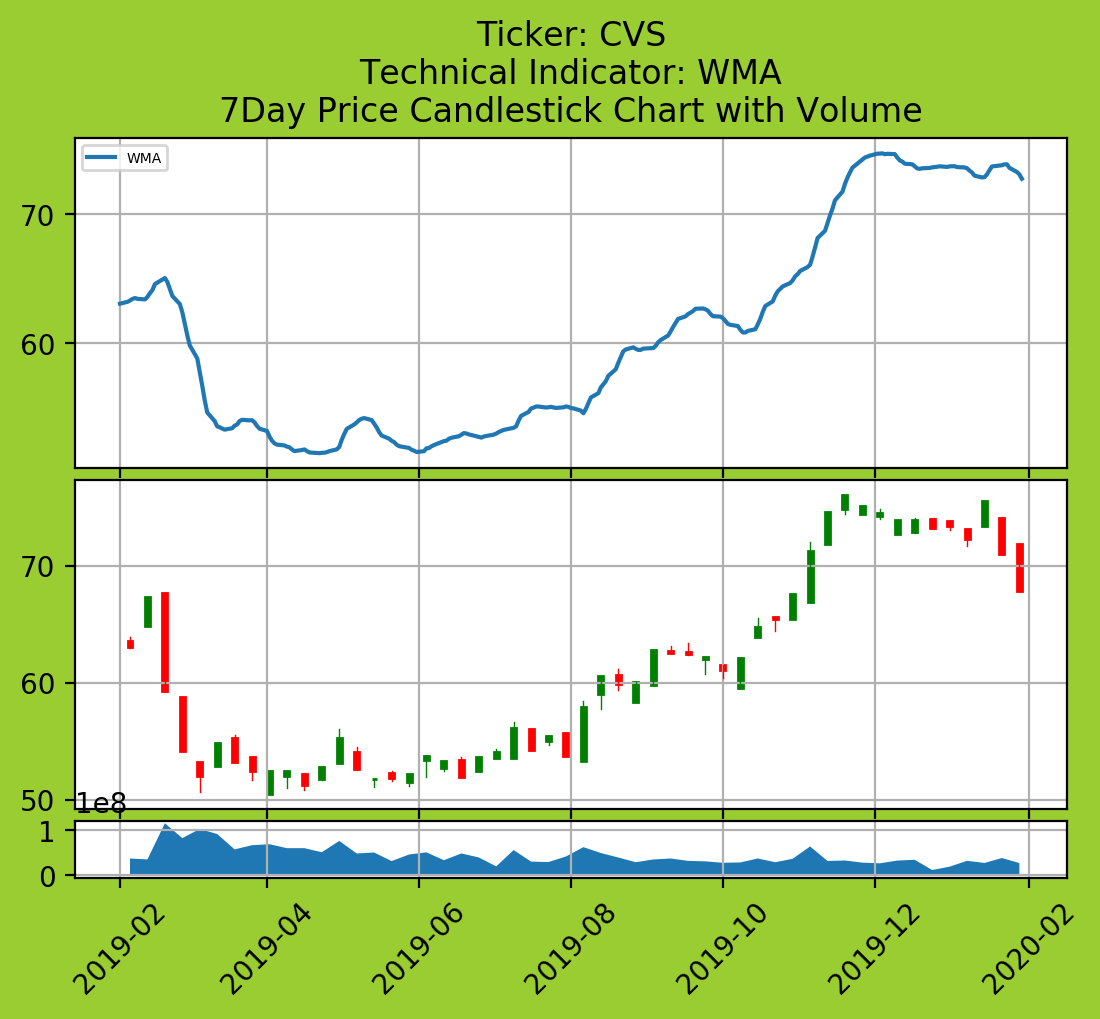 Ticker: CVS
Technical Indicator: WMA
7Day Price Candlestick Chart with Volume
WMA
70
60
70
60
50
1e8
1
0
2019-02
2019-04
2019-06
2019-08
2019-10
2019-12
2020-02